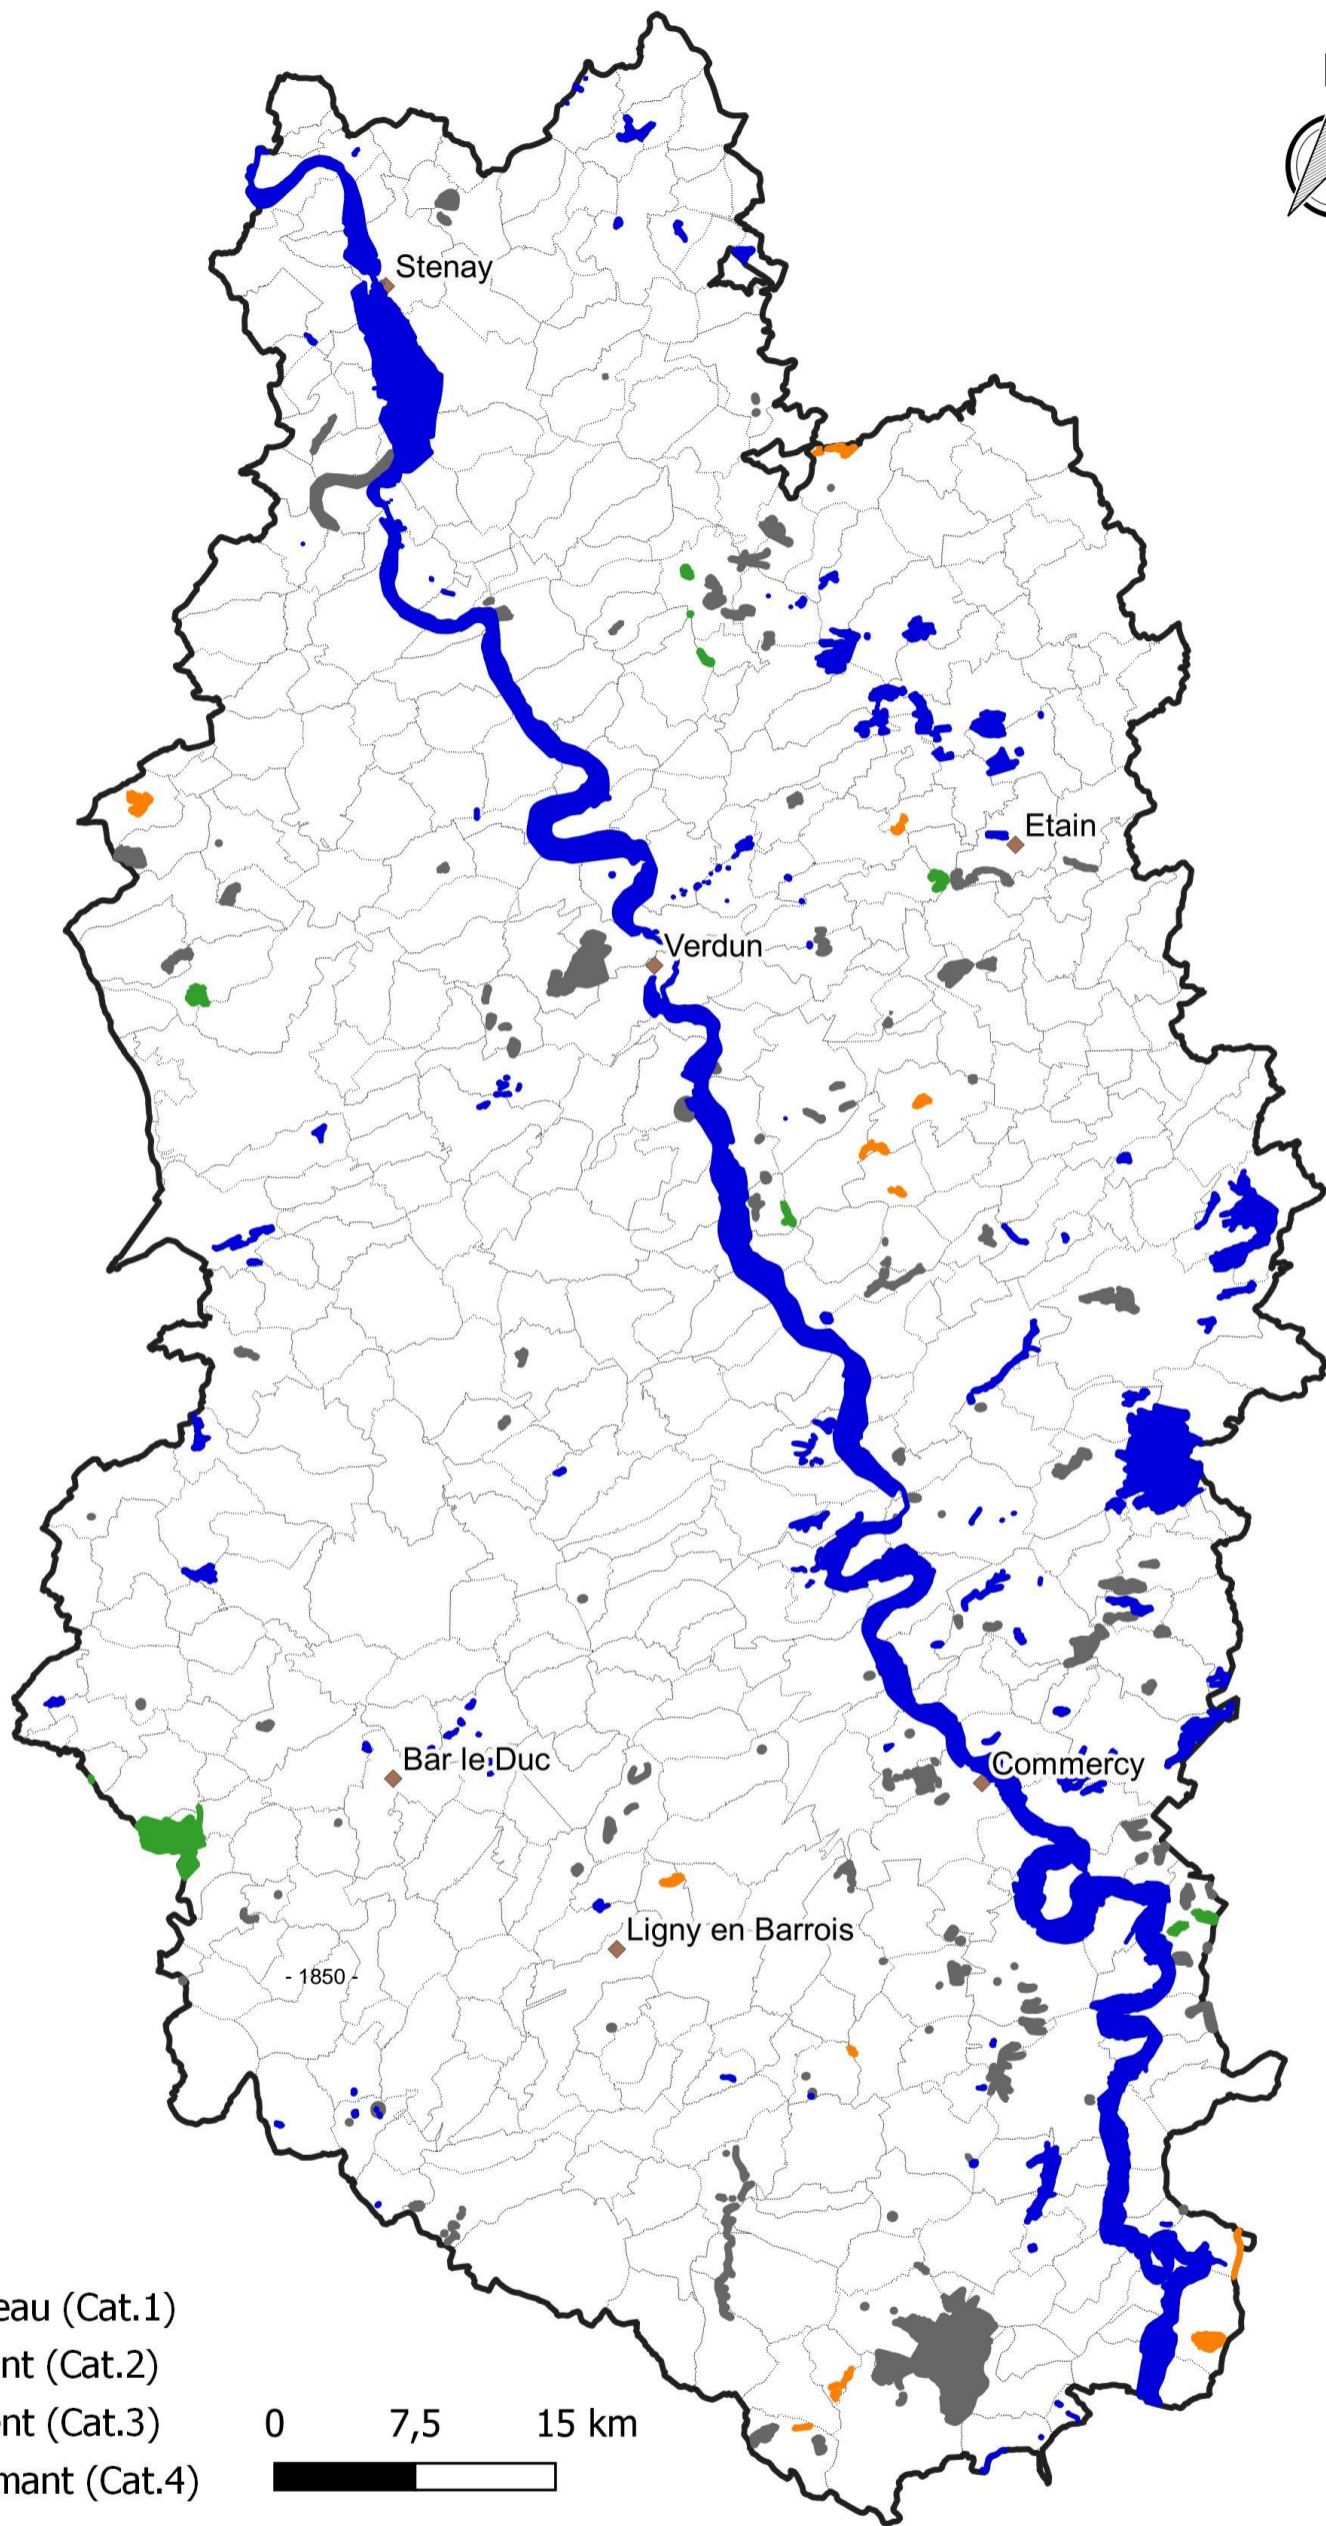 Stenay
Etain
Verdun
Bar le Duc
Commercy
Ligny en Barrois
- 1850 -
eau (Cat.1)
nt (Cat.2)
ent (Cat.3)
mant (Cat.4)
0 7,5 15 km